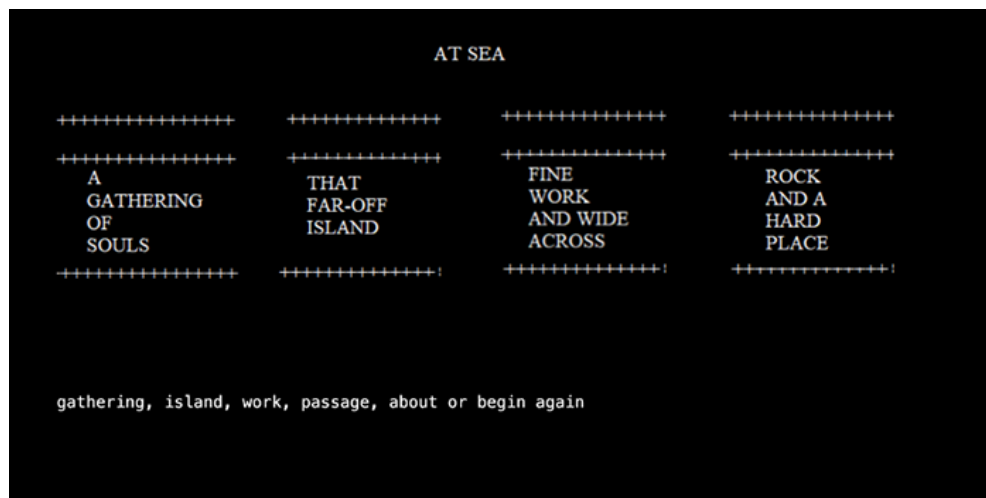 AT SEA
++++++++++++++++ ++++++++++++++ +++++++++++++++ +++++++++++++++
++++++++++++++++ ++++++++++++++ +++++++++++++++ +++++++++++++++
A
GATHERING
OF
SOULS
THAT
FAR-OFF
ISLAND
FINE
WORK
AND WIDE
ACROSS
ROCK
AND A
HARD
PLACE
++++++++++++++++ ++++++++++++++: ++++++++++++++: ++++++++++++++:
gathering, island, work, passage, about or begin again